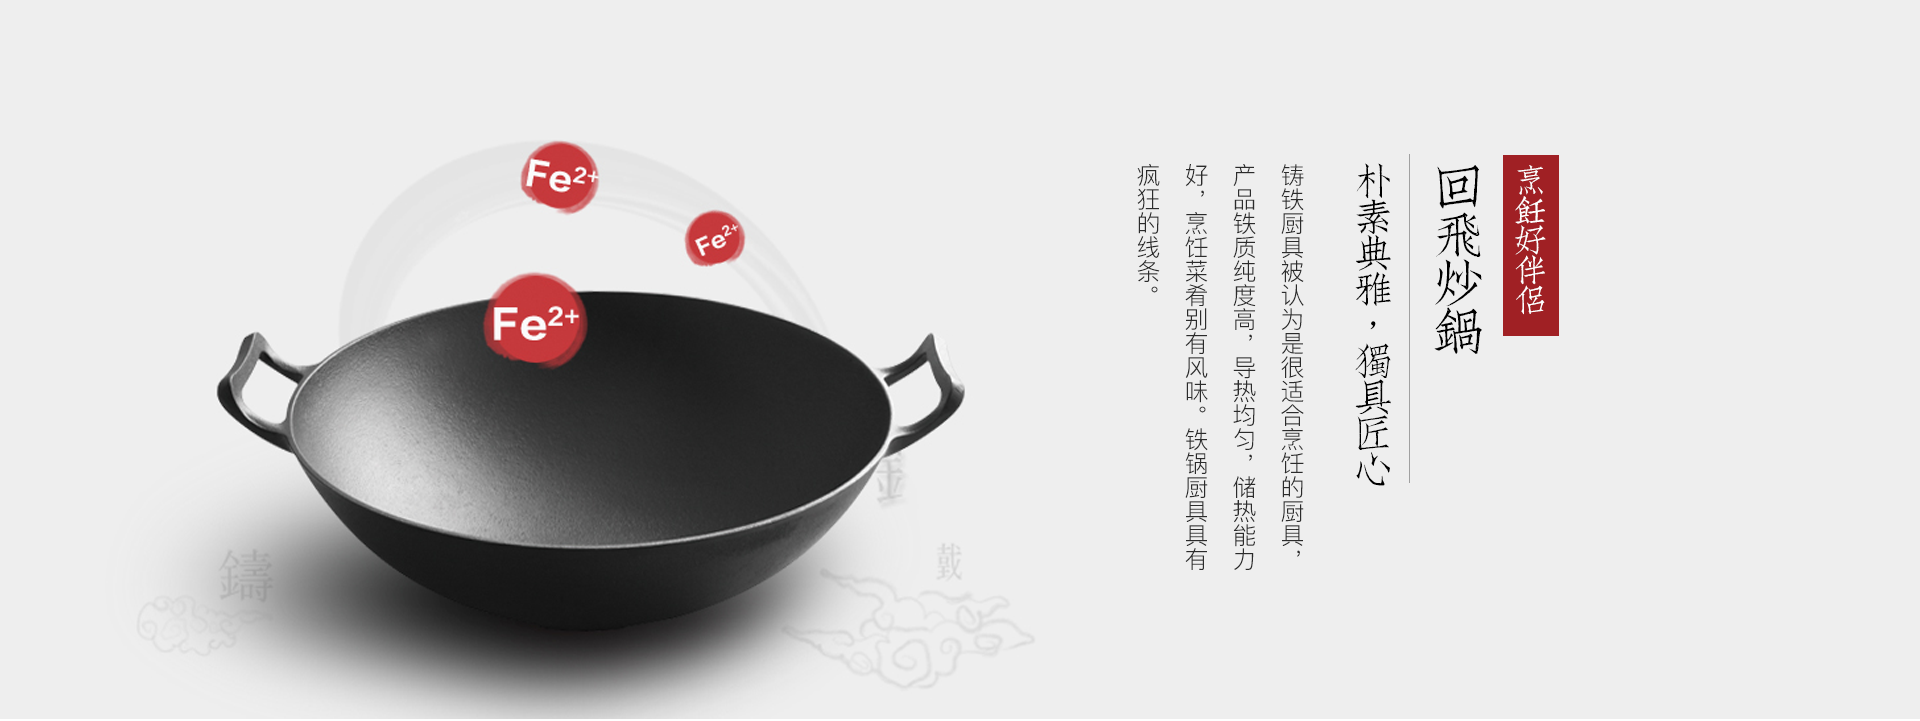 烹飪好伴侶
回飛炒鍋
朴素典雅，獨具匠心
铸铁厨具被认为是很适合烹饪的厨具，
产品铁质纯度高，导热均匀，储热能力
好，烹饪菜肴别有风味。铁锅厨具具有
疯狂的线条。
Fe²⁺
Fe²⁺
Fe²⁺
鑄